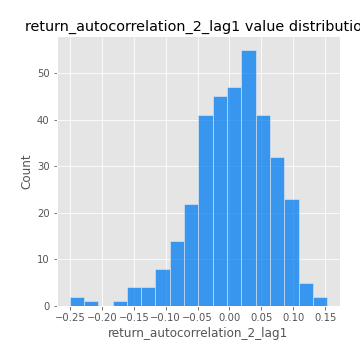 return_autocorrelation_2_lag1 value distributio
50
40
30
20
10
0
Count
−0.25 −0.20 −0.15 −0.10 −0.05 0.00 0.05 0.10 0.15
return_autocorrelation_2_lag1